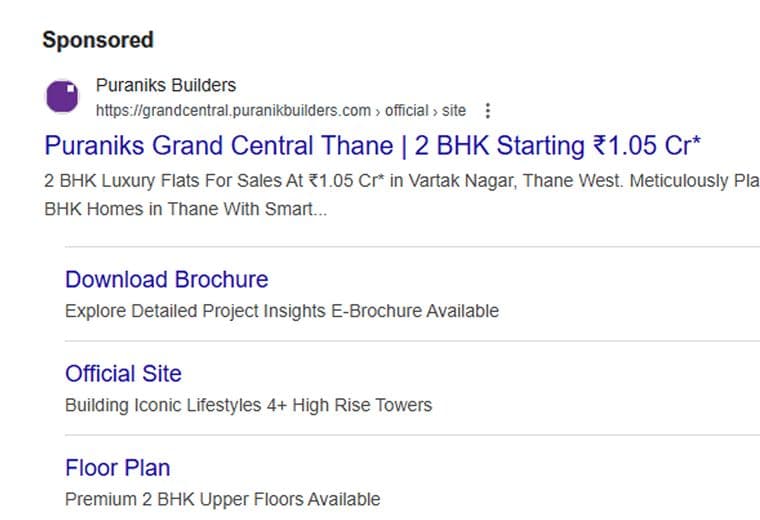 Sponsored
Puraniks Builders
https://grandcentral.puranikbuilders.com › official › site
Puraniks Grand Central Thane | 2 BHK Starting ₹1.05 Cr*
2 BHK Luxury Flats For Sales At ₹1.05 Cr* in Vartak Nagar, Thane West. Meticulously
BHK Homes in Thane With Smart...
Download Brochure
Explore Detailed Project Insights E-Brochure Available
Official Site
Building Iconic Lifestyles 4+ High Rise Towers
Floor Plan
Premium 2 BHK Upper Floors Available